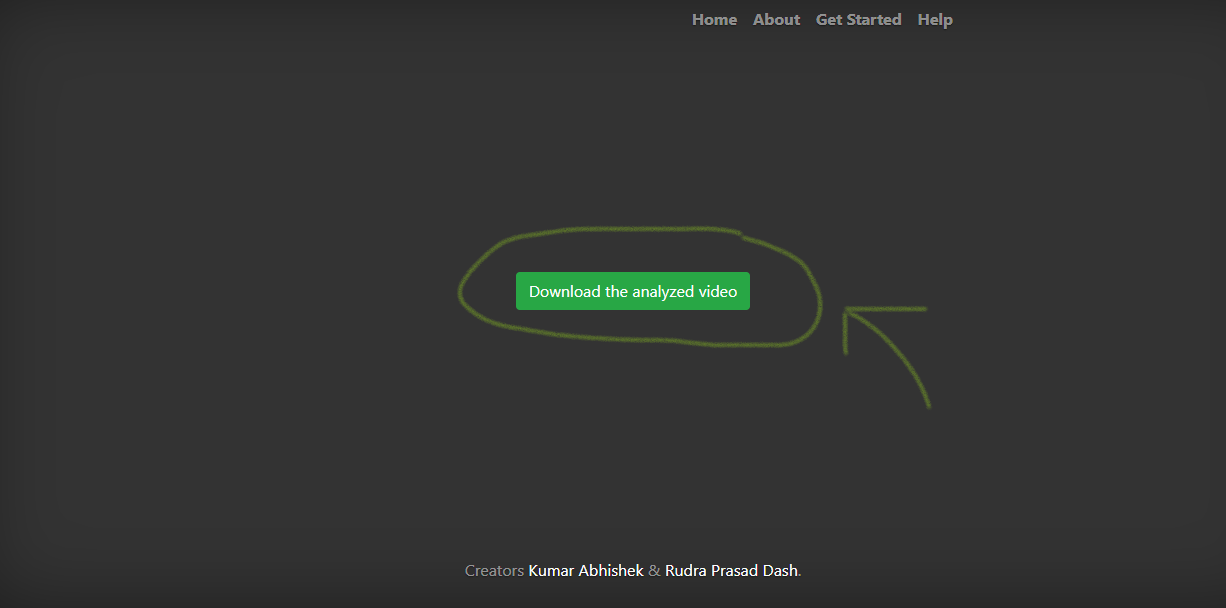 Home About Get Started Help
Download the analyzed video
Creators Kumar Abhishek & Rudra Prasad Dash.